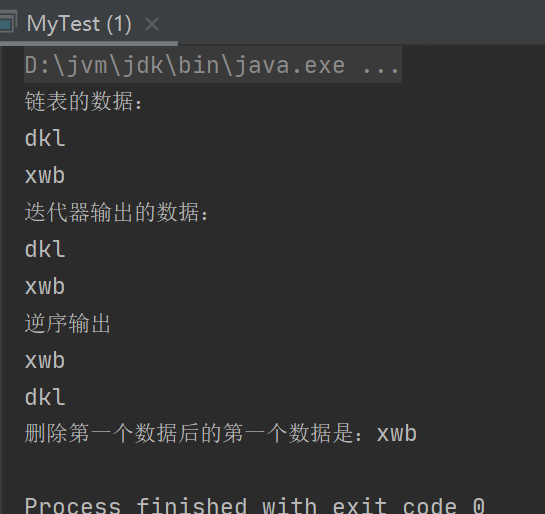 MyTest (1)
D:\jvm\jdk\bin\java.exe ...
链表的数据：
dkl
xwb
迭代器输出的数据：
dkl
xwb
逆序输出
xwb
dkl
删除第一个数据后的第一个数据是：xwb
Process finished with exit code 0